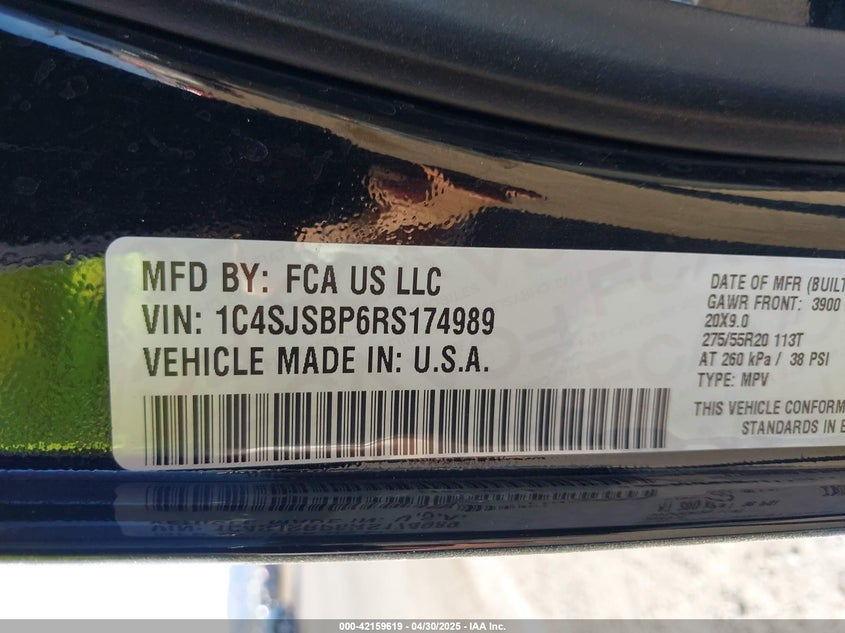 MFD BY: FCA US LLC
VIN: 1C4SJSBP6RS174989
VEHICLE MADE IN: U.S.A.
DATE OF MFR (BUILT
GAWR FRONT: 3900
20X9.0
275/55R20 113T
AT 260 kPa / 38 PSI
TYPE: MPV
THIS VEHICLE CONFORM
STANDARDS IN E
000-42159619 - 04/30/2025 - IAA Inc.